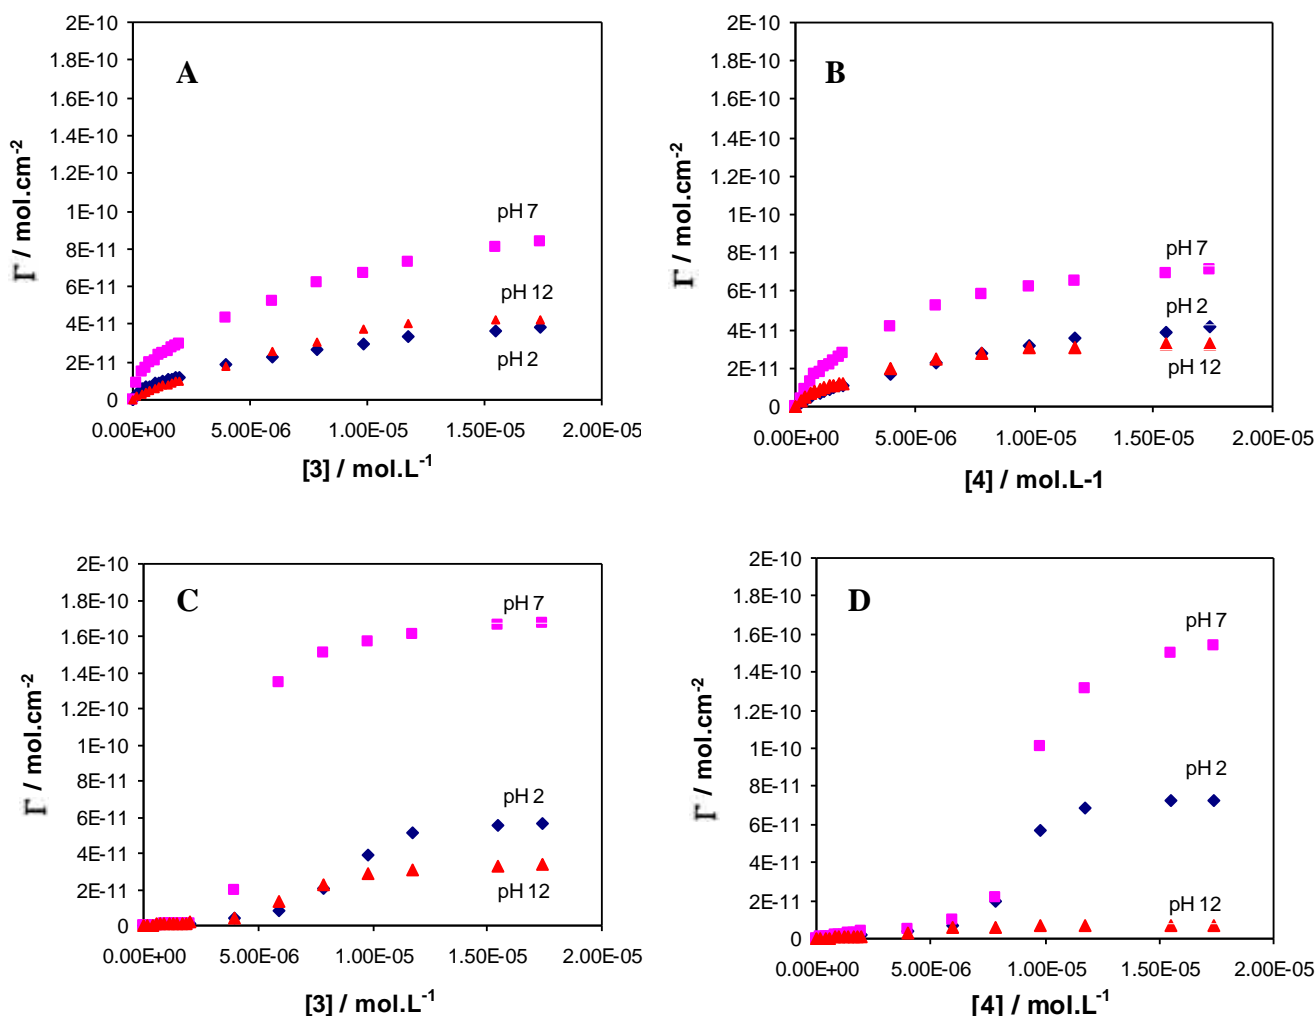 A
2E-10
1.8E-10
1.6E-10
1.4E-10
1.2E-10
1E-10
8E-11
6E-11
4E-11
2E-11
0
Γ / mol.cm-2
pH 7
pH 12
pH 2
0.00E+00 5.00E-06 1.00E-05 1.50E-05 2.00E-05
[3] / mol.L-1
B
2E-10
1.8E-10
1.6E-10
1.4E-10
1.2E-10
1E-10
8E-11
6E-11
4E-11
2E-11
0
Γ / mol.cm-2
pH 7
pH 2
pH 12
0.00E+00 5.00E-06 1.00E-05 1.50E-05 2.00E-05
[4] / mol.L-1
C
2E-10
1.8E-10
1.6E-10
1.4E-10
1.2E-10
1E-10
8E-11
6E-11
4E-11
2E-11
0
Γ / mol.cm-2
pH 7
pH 2
pH 12
0.00E+00 5.00E-06 1.00E-05 1.50E-05 2.00E-05
[3] / mol.L-1
D
2E-10
1.8E-10
1.6E-10
1.4E-10
1.2E-10
1E-10
8E-11
6E-11
4E-11
2E-11
0
Γ / mol.cm-2
pH 7
pH 2
pH 12
0.00E+00 5.00E-06 1.00E-05 1.50E-05 2.00E-05
[4] / mol.L-1